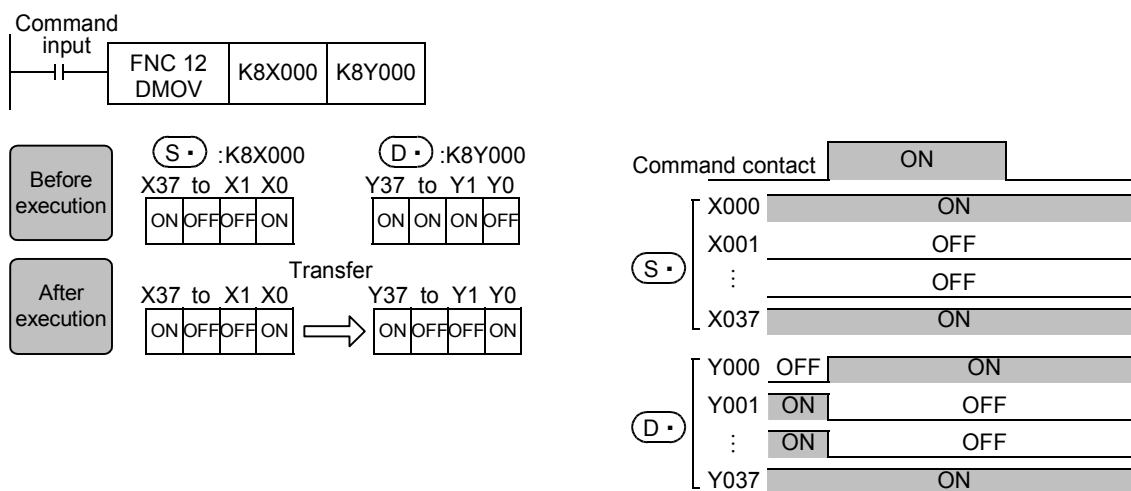 Command
input
FNC 12
DMOV
K8X000
K8Y000
Before
execution
S· :K8X000
D· :K8Y000
X37 to X1 X0
Y37 to Y1 Y0
ON OFF OFF ON
ON ON ON OFF
After
execution
Transfer
X37 to X1 X0
Y37 to Y1 Y0
ON OFF OFF ON
ON OFF OFF ON
Command contact
ON
S·
X000 ON
X001 OFF
⋮ OFF
X037 ON
D·
Y000 OFF ON
Y001 ON OFF
⋮ ON OFF
Y037 ON